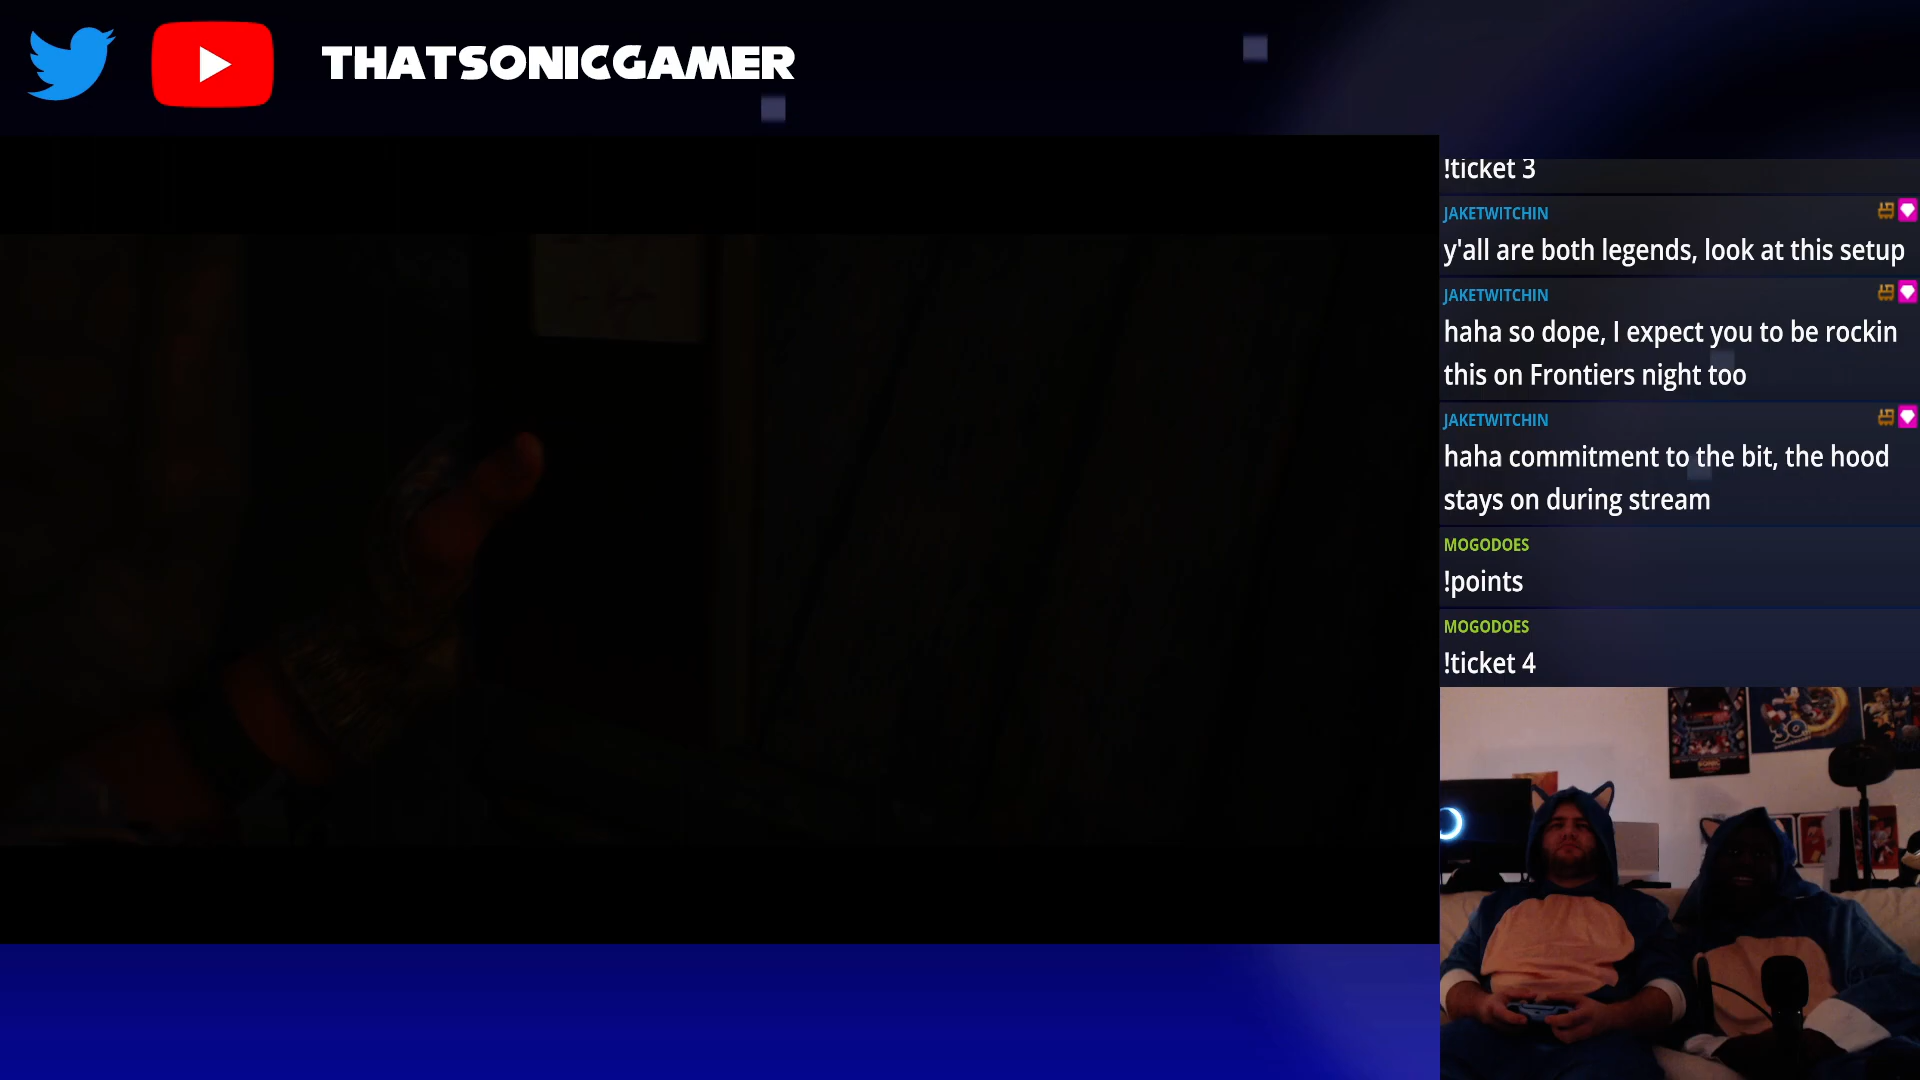 THATSONICGAMER
!ticket 3
JAKETWITCHIN
y'all are both legends, look at this setup
JAKETWITCHIN
haha so dope, I expect you to be rockin
this on Frontiers night too
JAKETWITCHIN
haha commitment to the bit, the hood
stays on during stream
MOGODOES
!points
MOGODOES
!ticket 4